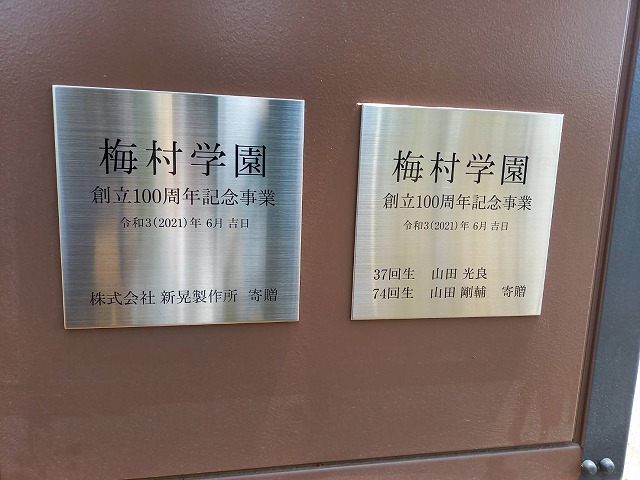 梅村学園
創立100周年記念事業
令和3(2021)年 6月 吉日
株式会社 新晃製作所 寄贈
梅村学園
創立100周年記念事業
令和3(2021)年 6月 吉日
37回生 山田 光良
74回生 山田 剛輔 寄贈